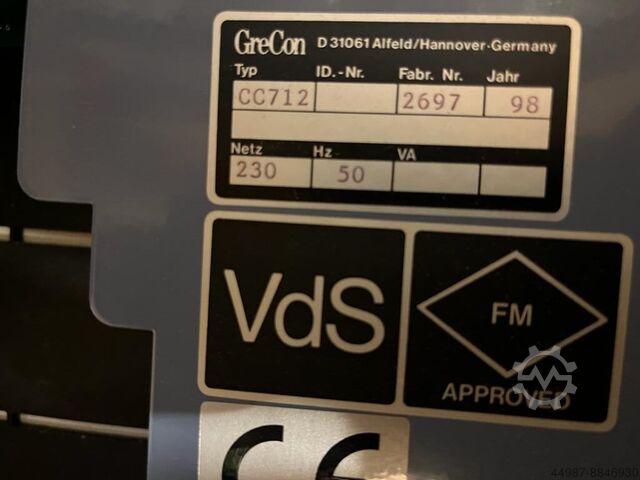 GreCon D 31061 Alfeld/Hannover·Germany
Typ ID.-Nr. Fabr. Nr. Jahr
CC712 2697 98
Netz Hz VA
230 50
VdS
FM
APPROVED
CE
44987-8846930